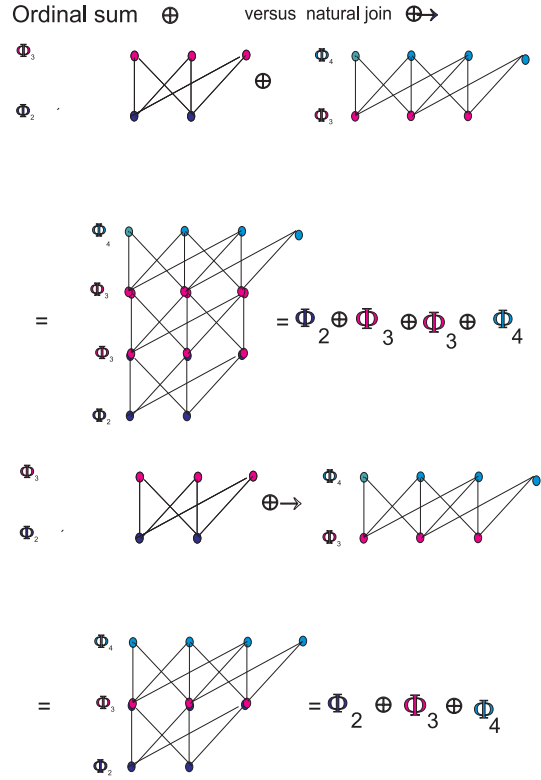 Ordinal sum ⊕ versus natural join ⊕→
Φ₃ ⊕ Φ₄
Φ₂ Φ₃
Φ₄
Φ₃
= = Φ₂ ⊕ Φ₃ ⊕ Φ₃ ⊕ Φ₄
Φ₃
Φ₂
Φ₃ ⊕→ Φ₄
Φ₂ Φ₃
Φ₄
= Φ₃ = Φ₂ ⊕ Φ₃ ⊕ Φ₄
Φ₂